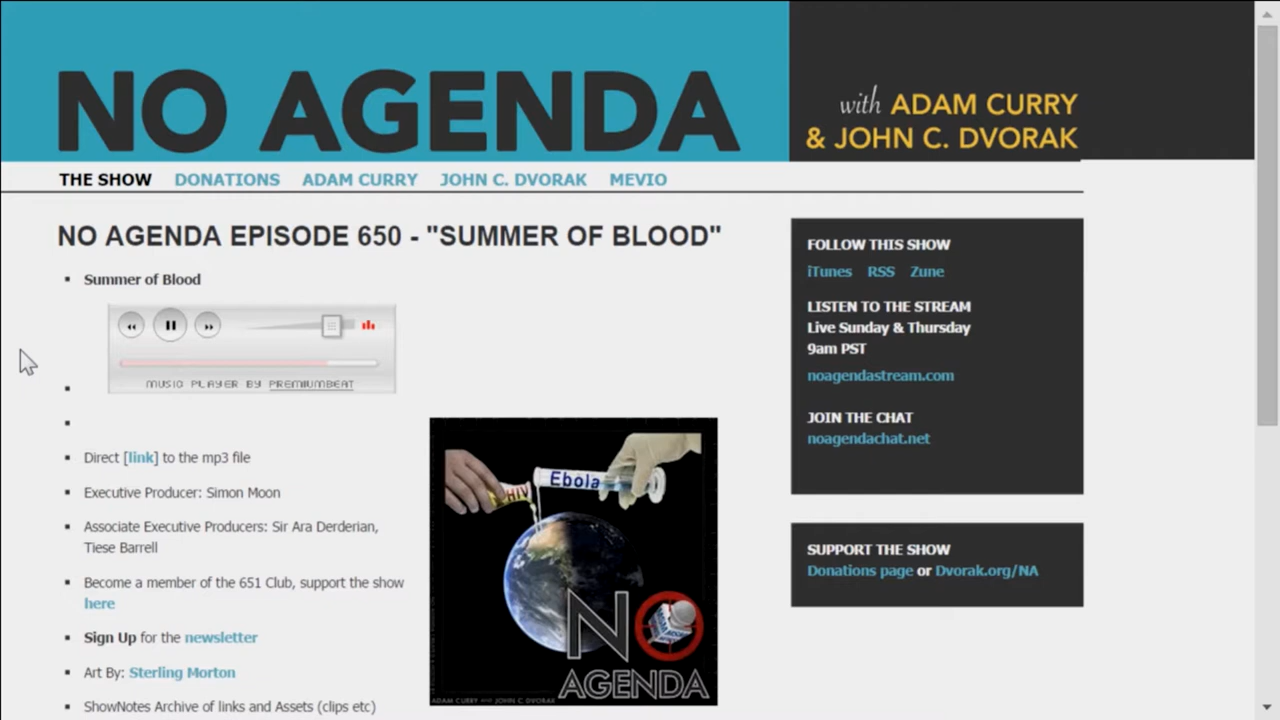 NO AGENDA
with ADAM CURRY
& JOHN C. DVORAK
THE SHOW DONATIONS ADAM CURRY JOHN C. DVORAK MEVIO
NO AGENDA EPISODE 650 - "SUMMER OF BLOOD"
Summer of Blood
MUSIC PLAYER BY PREMIUMBEAT
Direct [link] to the mp3 file
Executive Producer: Simon Moon
Associate Executive Producers: Sir Ara Derderian,
Tiese Barrell
Become a member of the 651 Club, support the show
here
Sign Up for the newsletter
Art By: Sterling Morton
ShowNotes Archive of links and Assets (clips etc)
HIV
Ebola
NO
AGENDA
ADAM CURRY AND JOHN C DVORAK
FOLLOW THIS SHOW
iTunes RSS Zune
LISTEN TO THE STREAM
Live Sunday & Thursday
9am PST
noagendastream.com
JOIN THE CHAT
noagendachat.net
SUPPORT THE SHOW
Donations page or Dvorak.org/NA